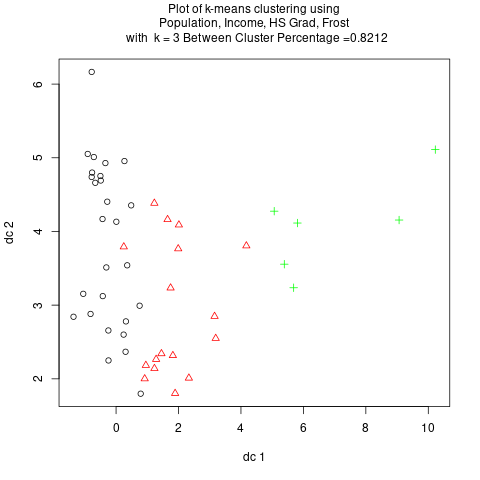 Plot of k-means clustering using
Population, Income, HS Grad, Frost
with  k = 3 Between Cluster Percentage =0.8212
6
5
4
3
2
dc 2
0
2
4
6
8
10
dc 1